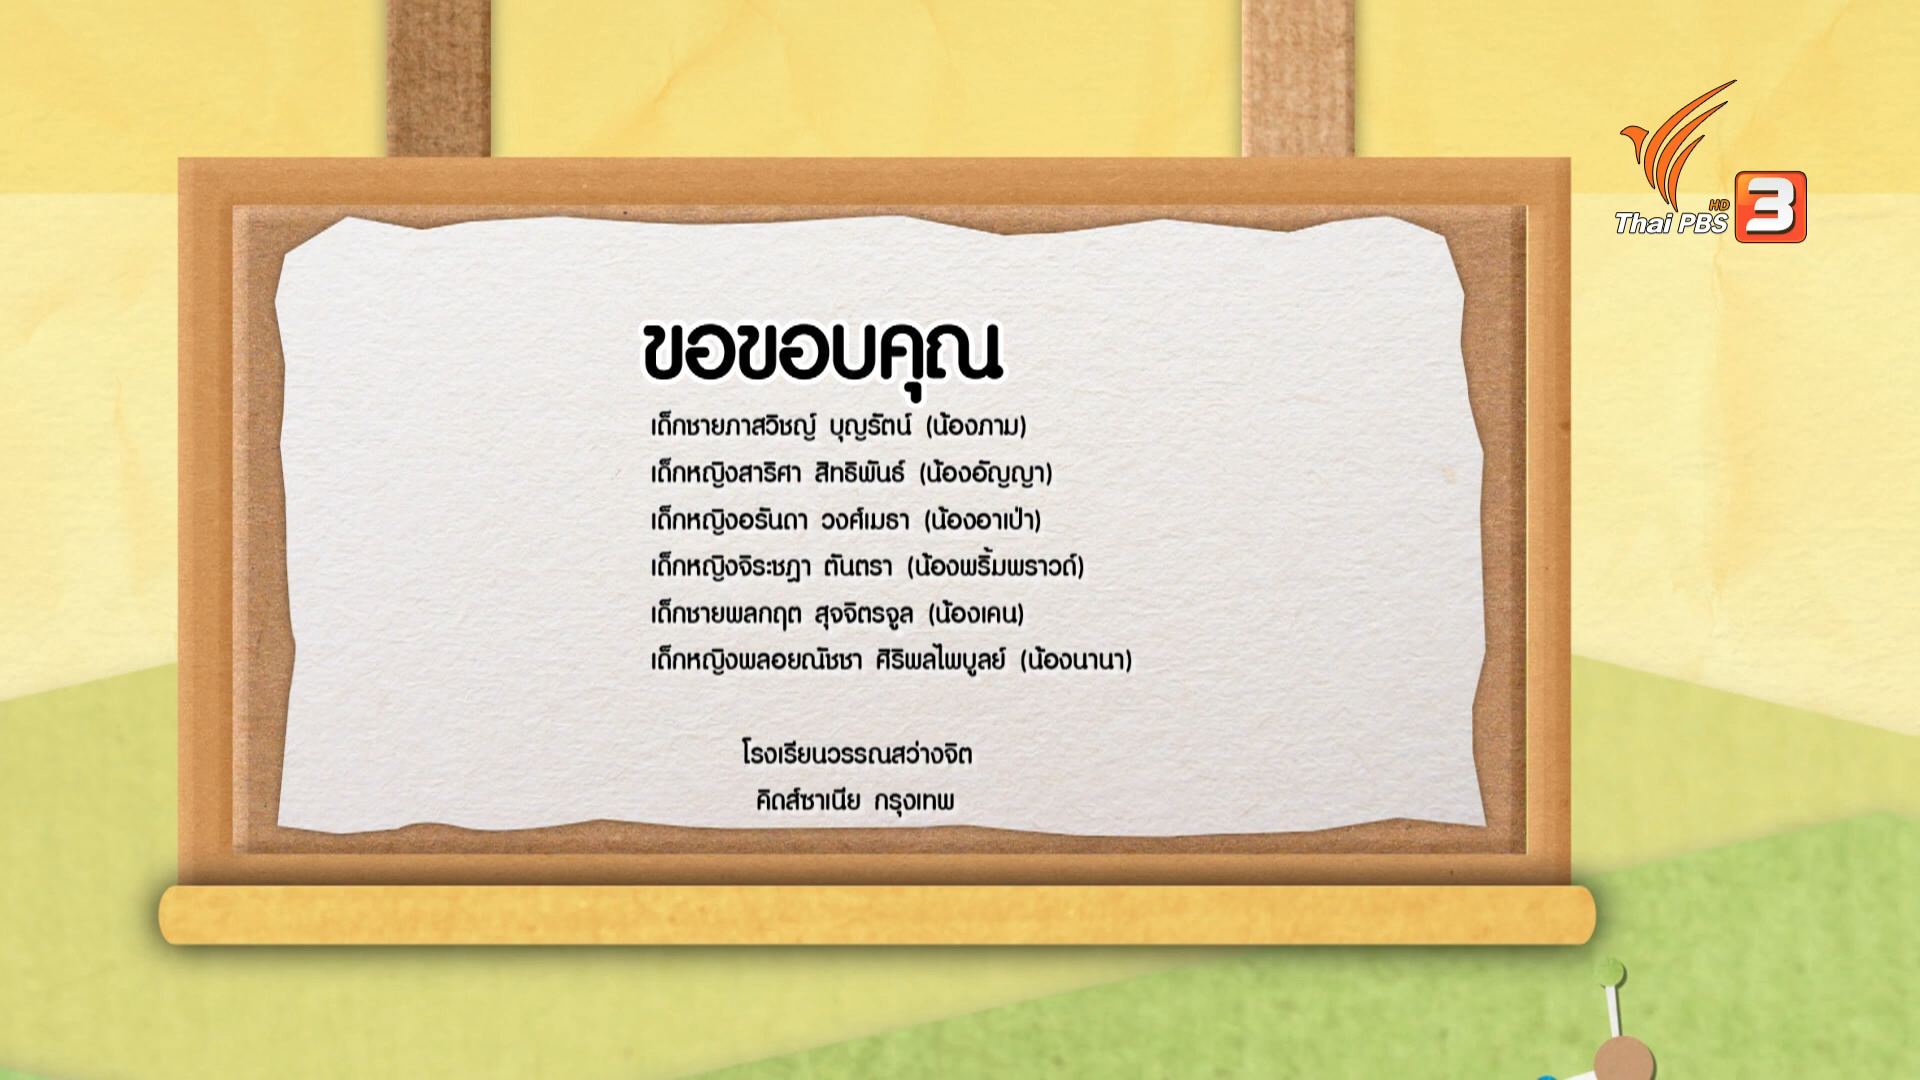 HD
Thai PBS 3
ขอขอบคุณ
เด็กชายภาสวิชญ์ บุญรัตน์ (น้องภาม)
เด็กหญิงสาริศา สิทธิพันธ์ (น้องอัญญา)
เด็กหญิงอรันดา วงศ์เมธา (น้องอาเป่า)
เด็กหญิงจิระชฎา ตันตรา (น้องพริ้มพราวด์)
เด็กชายพลกฤต สุจจิตรจูล (น้องเคน)
เด็กหญิงพลอยณัชชา ศิริพลไพบูลย์ (น้องนานา)
โรงเรียนวรรณสว่างจิต
คิดส์ซาเนีย กรุงเทพ